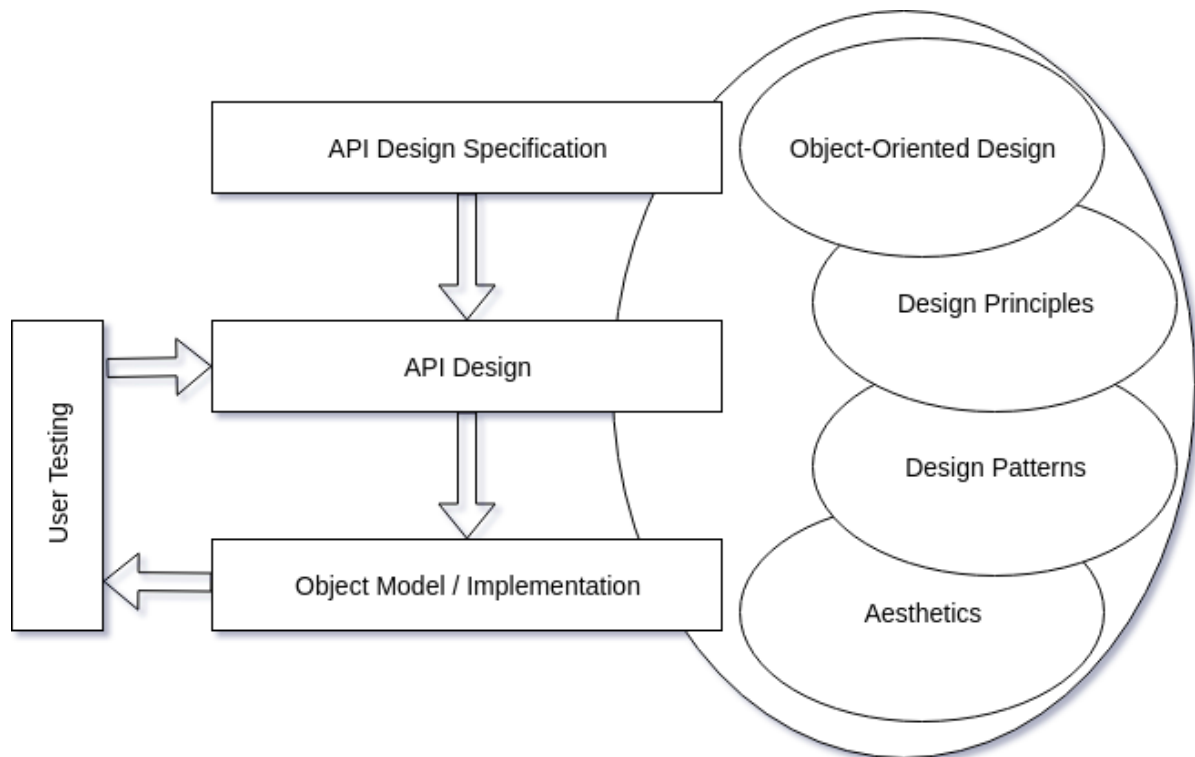 API Design Specification
Object-Oriented Design
Design Principles
API Design
User Testing
Design Patterns
Object Model / Implementation
Aesthetics